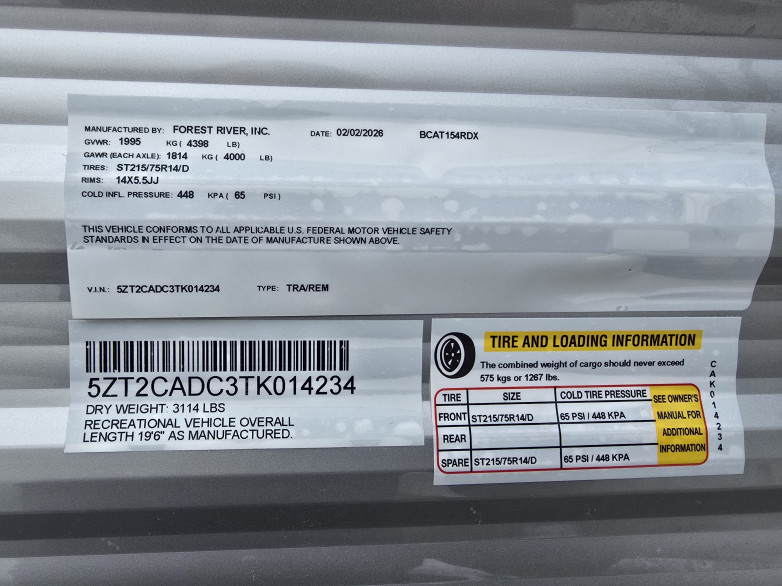 MANUFACTURED BY: FOREST RIVER, INC. DATE: 02/02/2026 BCAT154RDX
GVWR: 1995 KG ( 4398 LB)
GAWR (EACH AXLE): 1814 KG ( 4000 LB)
TIRES: ST215/75R14/D
RIMS: 14X5.5JJ
COLD INFL. PRESSURE: 448 KPA ( 65 PSI )
THIS VEHICLE CONFORMS TO ALL APPLICABLE U.S. FEDERAL MOTOR VEHICLE SAFETY
STANDARDS IN EFFECT ON THE DATE OF MANUFACTURE SHOWN ABOVE.
V.I.N.: 5ZT2CADC3TK014234 TYPE: TRA/REM
5ZT2CADC3TK014234
DRY WEIGHT: 3114 LBS
RECREATIONAL VEHICLE OVERALL
LENGTH 19'6" AS MANUFACTURED.
TIRE AND LOADING INFORMATION
The combined weight of cargo should never exceed
575 kgs or 1267 lbs.
TIRE SIZE COLD TIRE PRESSURE SEE OWNER'S
FRONT ST215/75R14/D 65 PSI / 448 KPA MANUAL FOR
REAR ADDITIONAL
SPARE ST215/75R14/D 65 PSI / 448 KPA INFORMATION
CAK014234